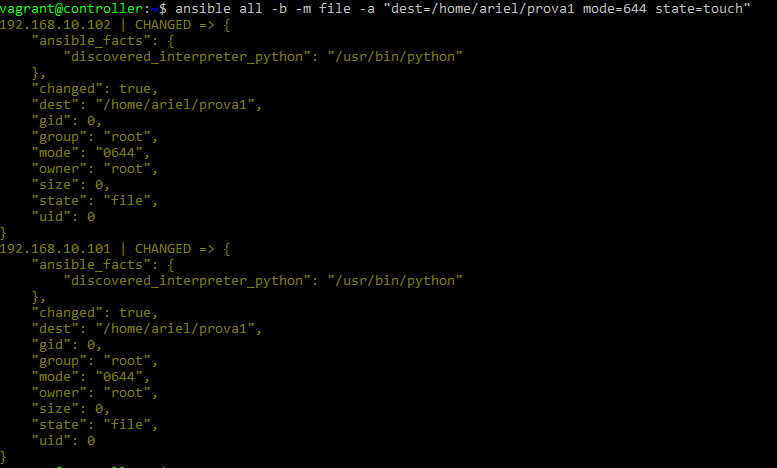 vagrant@controller:~$ ansible all -b -m file -a "dest=/home/ariel/prova1 mode=644 state=touch"
192.168.10.102 | CHANGED => {
    "ansible_facts": {
        "discovered_interpreter_python": "/usr/bin/python"
    },
    "changed": true,
    "dest": "/home/ariel/prova1",
    "gid": 0,
    "group": "root",
    "mode": "0644",
    "owner": "root",
    "size": 0,
    "state": "file",
    "uid": 0
}
192.168.10.101 | CHANGED => {
    "ansible_facts": {
        "discovered_interpreter_python": "/usr/bin/python"
    },
    "changed": true,
    "dest": "/home/ariel/prova1",
    "gid": 0,
    "group": "root",
    "mode": "0644",
    "owner": "root",
    "size": 0,
    "state": "file",
    "uid": 0
}